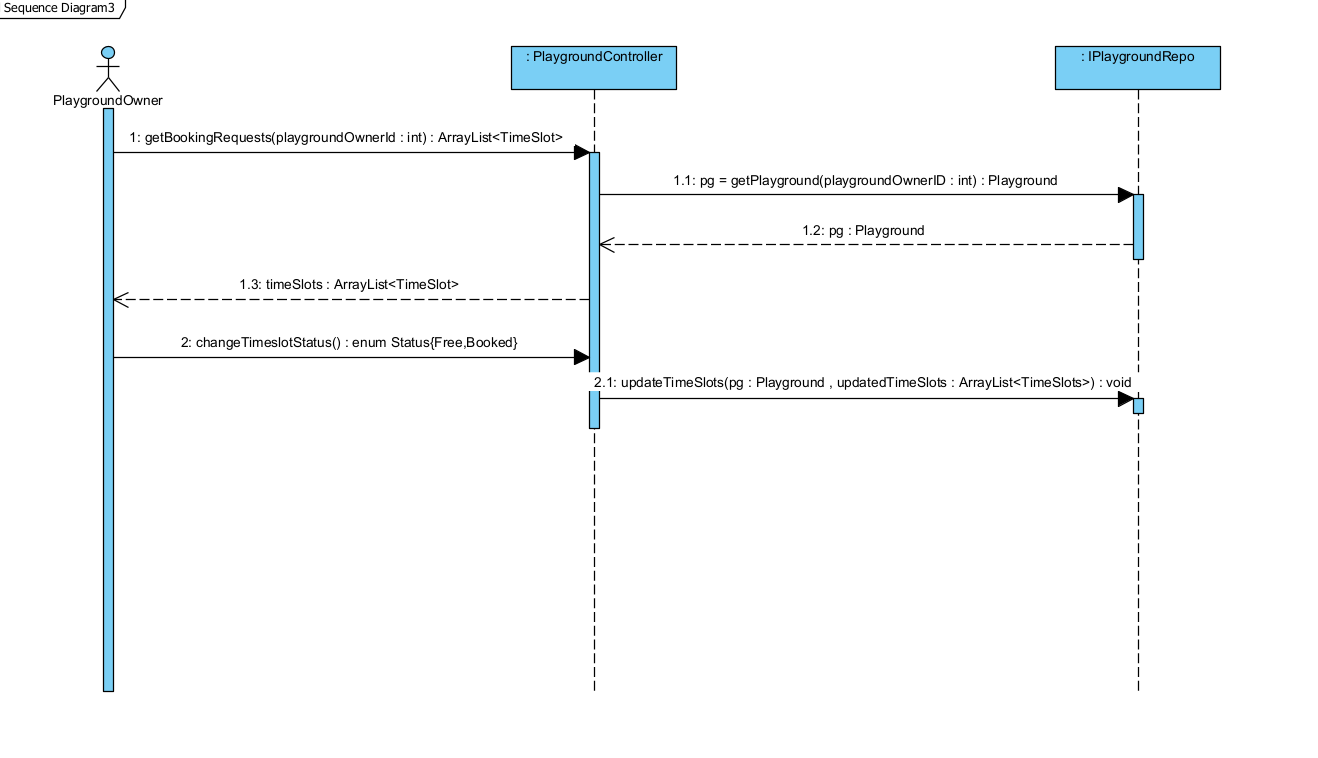 Sequence Diagram3
: PlaygroundController
: IPlaygroundRepo
PlaygroundOwner
1: getBookingRequests(playgroundOwnerId : int) : ArrayList<TimeSlot>
1.1: pg = getPlayground(playgroundOwnerID : int) : Playground
1.2: pg : Playground
1.3: timeSlots : ArrayList<TimeSlot>
2: changeTimeslotStatus() : enum Status{Free,Booked}
2.1: updateTimeSlots(pg : Playground , updatedTimeSlots : ArrayList<TimeSlots>) : void